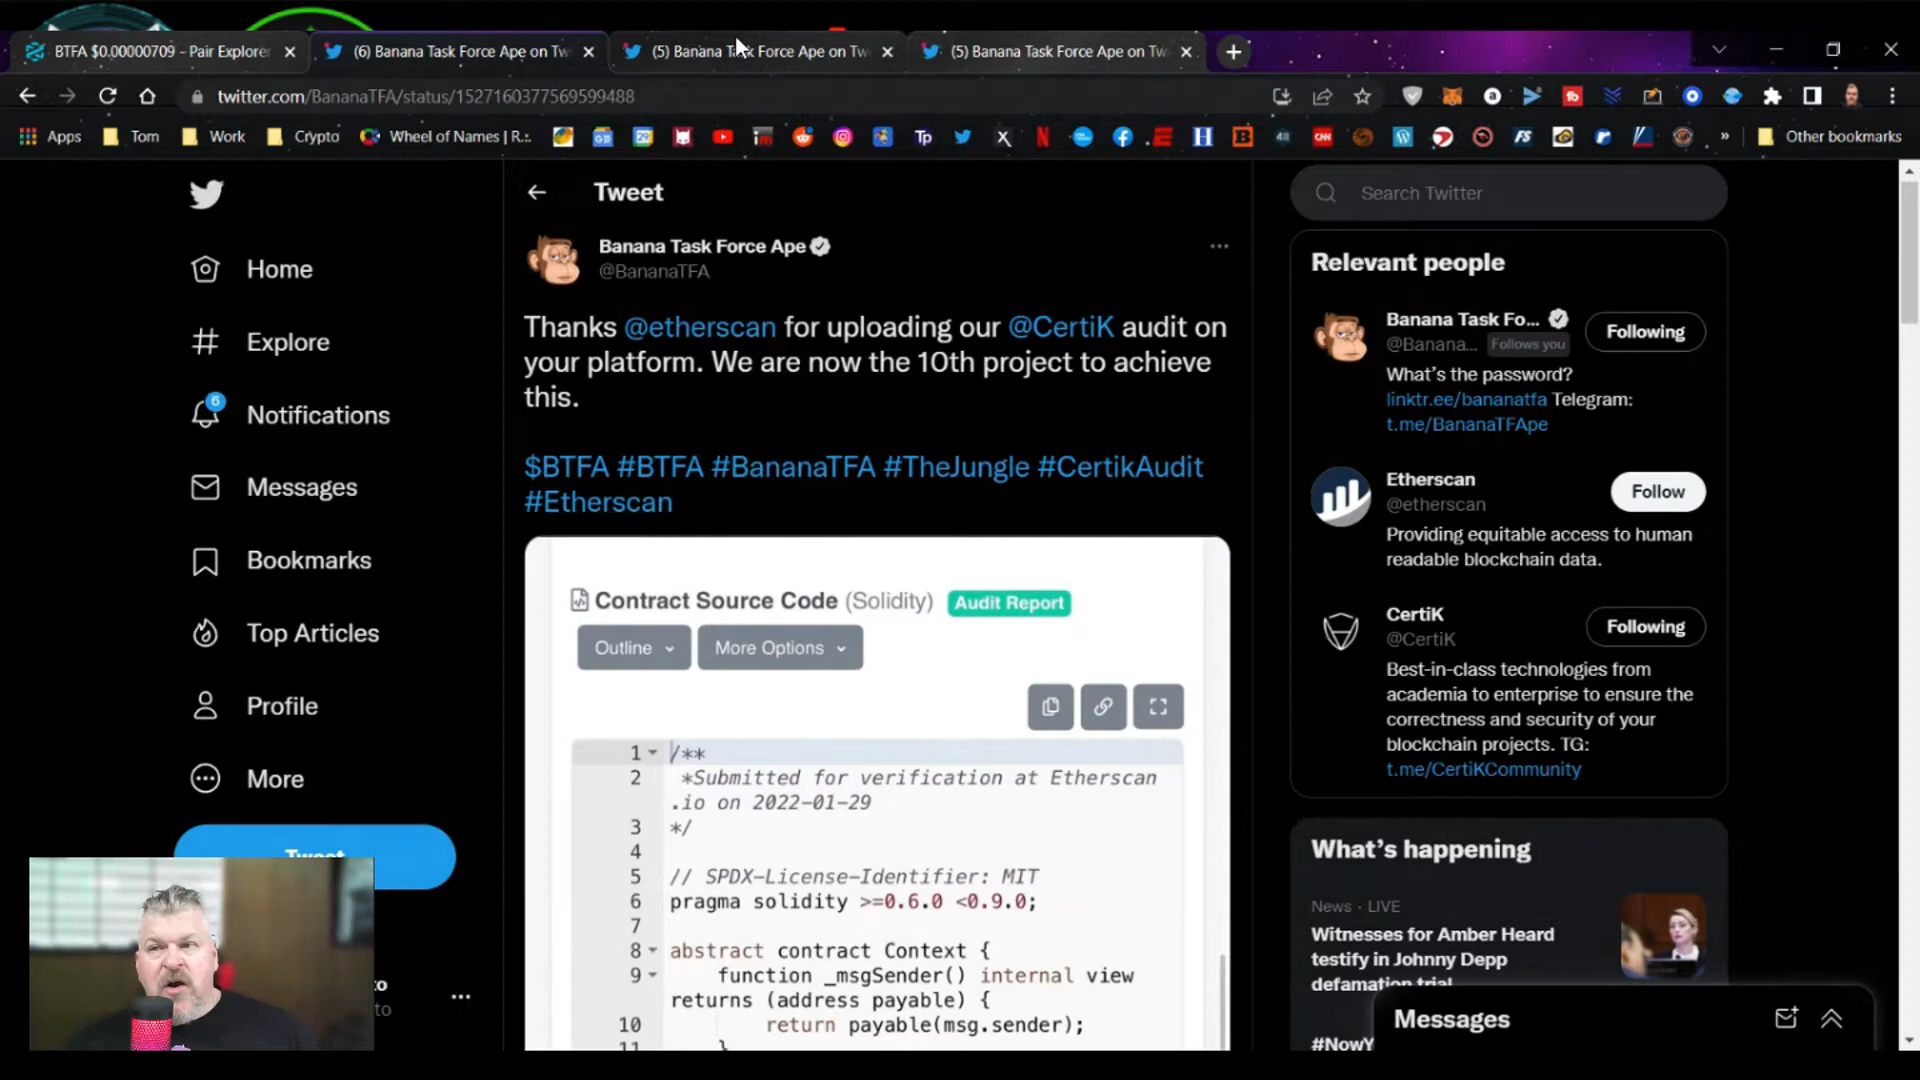 BTFA $0.00000709 - Pair Explorer
(6) Banana Task Force Ape on Tw
(5) Banana Task Force Ape on Tw
(5) Banana Task Force Ape on Tw
twitter.com/BananaTFA/status/1527160377569599488
Apps Tom Work Crypto Wheel of Names | R... Other bookmarks
Home
Explore
6
Notifications
Messages
Bookmarks
Top Articles
Profile
More
Tweet
to
to
Tweet
Banana Task Force Ape
@BananaTFA
Thanks @etherscan for uploading our @CertiK audit on
your platform. We are now the 10th project to achieve
this.
$BTFA #BTFA #BananaTFA #TheJungle #CertikAudit
#Etherscan
Contract Source Code (Solidity) Audit Report
Outline More Options
1 /**
2 *Submitted for verification at Etherscan
.io on 2022-01-29
3 */
4
5 // SPDX-License-Identifier: MIT
6 pragma solidity >=0.6.0 <0.9.0;
7
8 abstract contract Context {
9 function _msgSender() internal view
returns (address payable) {
10 return payable(msg.sender);
11 }
Search Twitter
Relevant people
Banana Task Fo...
@Banana... Follows you
Following
What's the password?
linktr.ee/bananatfa Telegram:
t.me/BananaTFApe
Etherscan
@etherscan
Follow
Providing equitable access to human
readable blockchain data.
CertiK
@CertiK
Following
Best-in-class technologies from
academia to enterprise to ensure the
correctness and security of your
blockchain projects. TG:
t.me/CertiKCommunity
What's happening
News · LIVE
Witnesses for Amber Heard
testify in Johnny Depp
defamation trial
#NowY
Messages